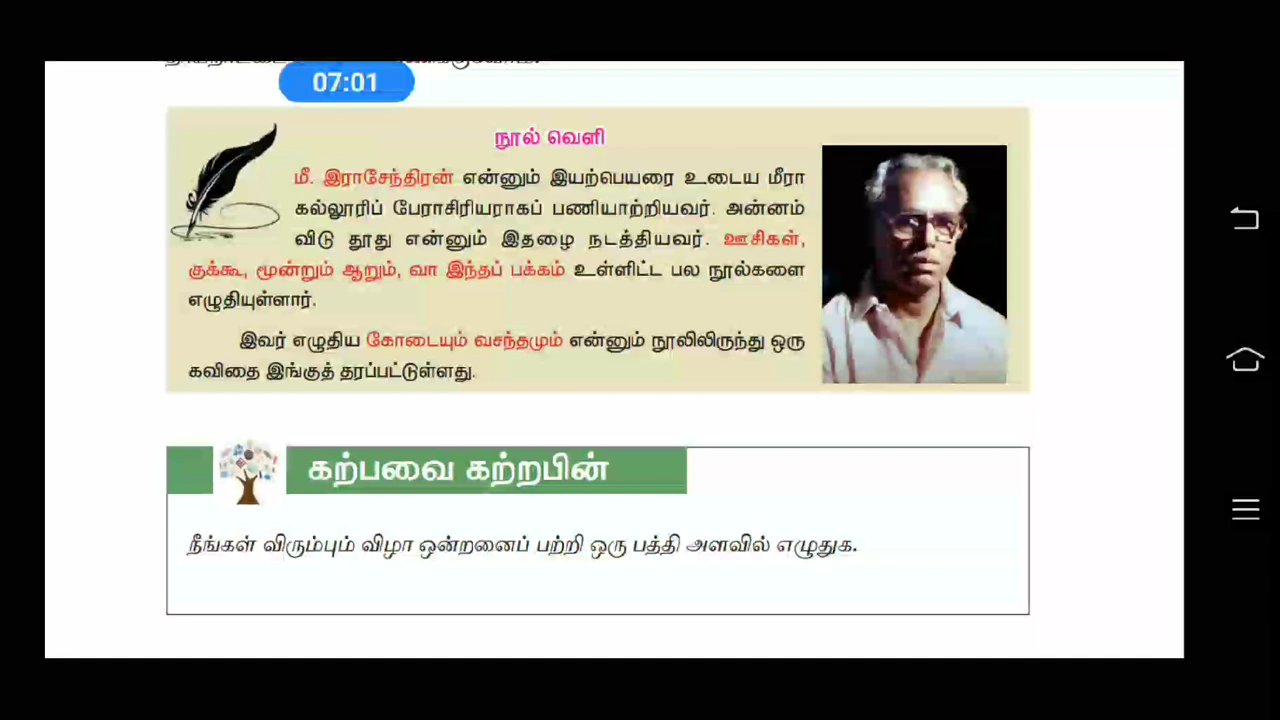 07:01
நூல் வெளி
மீ. இராசேந்திரன் என்னும் இயற்பெயரை உடைய மீரா
கல்லூரிப் பேராசிரியராகப் பணியாற்றியவர். அன்னம்
விடு தூது என்னும் இதழை நடத்தியவர். ஊசிகள்,
குக்கூ, மூன்றும் ஆறும், வா இந்தப் பக்கம் உள்ளிட்ட பல நூல்களை
எழுதியுள்ளார்.
இவர் எழுதிய கோடையும் வசந்தமும் என்னும் நூலிலிருந்து ஒரு
கவிதை இங்குத் தரப்பட்டுள்ளது.
கற்பவை கற்றபின்
நீங்கள் விரும்பும் விழா ஒன்றனைப் பற்றி ஒரு பத்தி அளவில் எழுதுக.